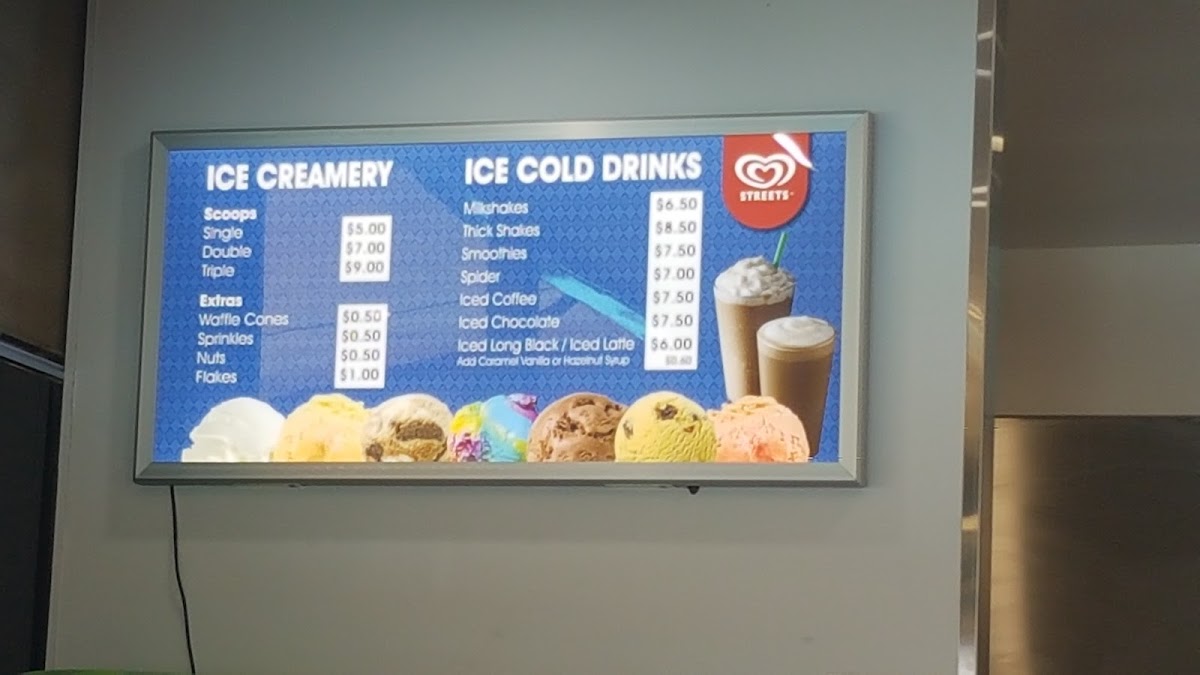 ICE CREAMERY
Scoops
Single $5.00
Double $7.00
Triple $9.00
Extras
Waffle Cones $0.50
Sprinkles $0.50
Nuts $0.50
Flakes $1.00
ICE COLD DRINKS
Milkshakes $6.50
Thick Shakes $8.50
Smoothies $7.50
Spider $7.00
Iced Coffee $7.50
Iced Chocolate $7.50
Iced Long Black / Iced Latte $6.00
Add Caramel Vanilla or Hazelnut Syrup
STREETS